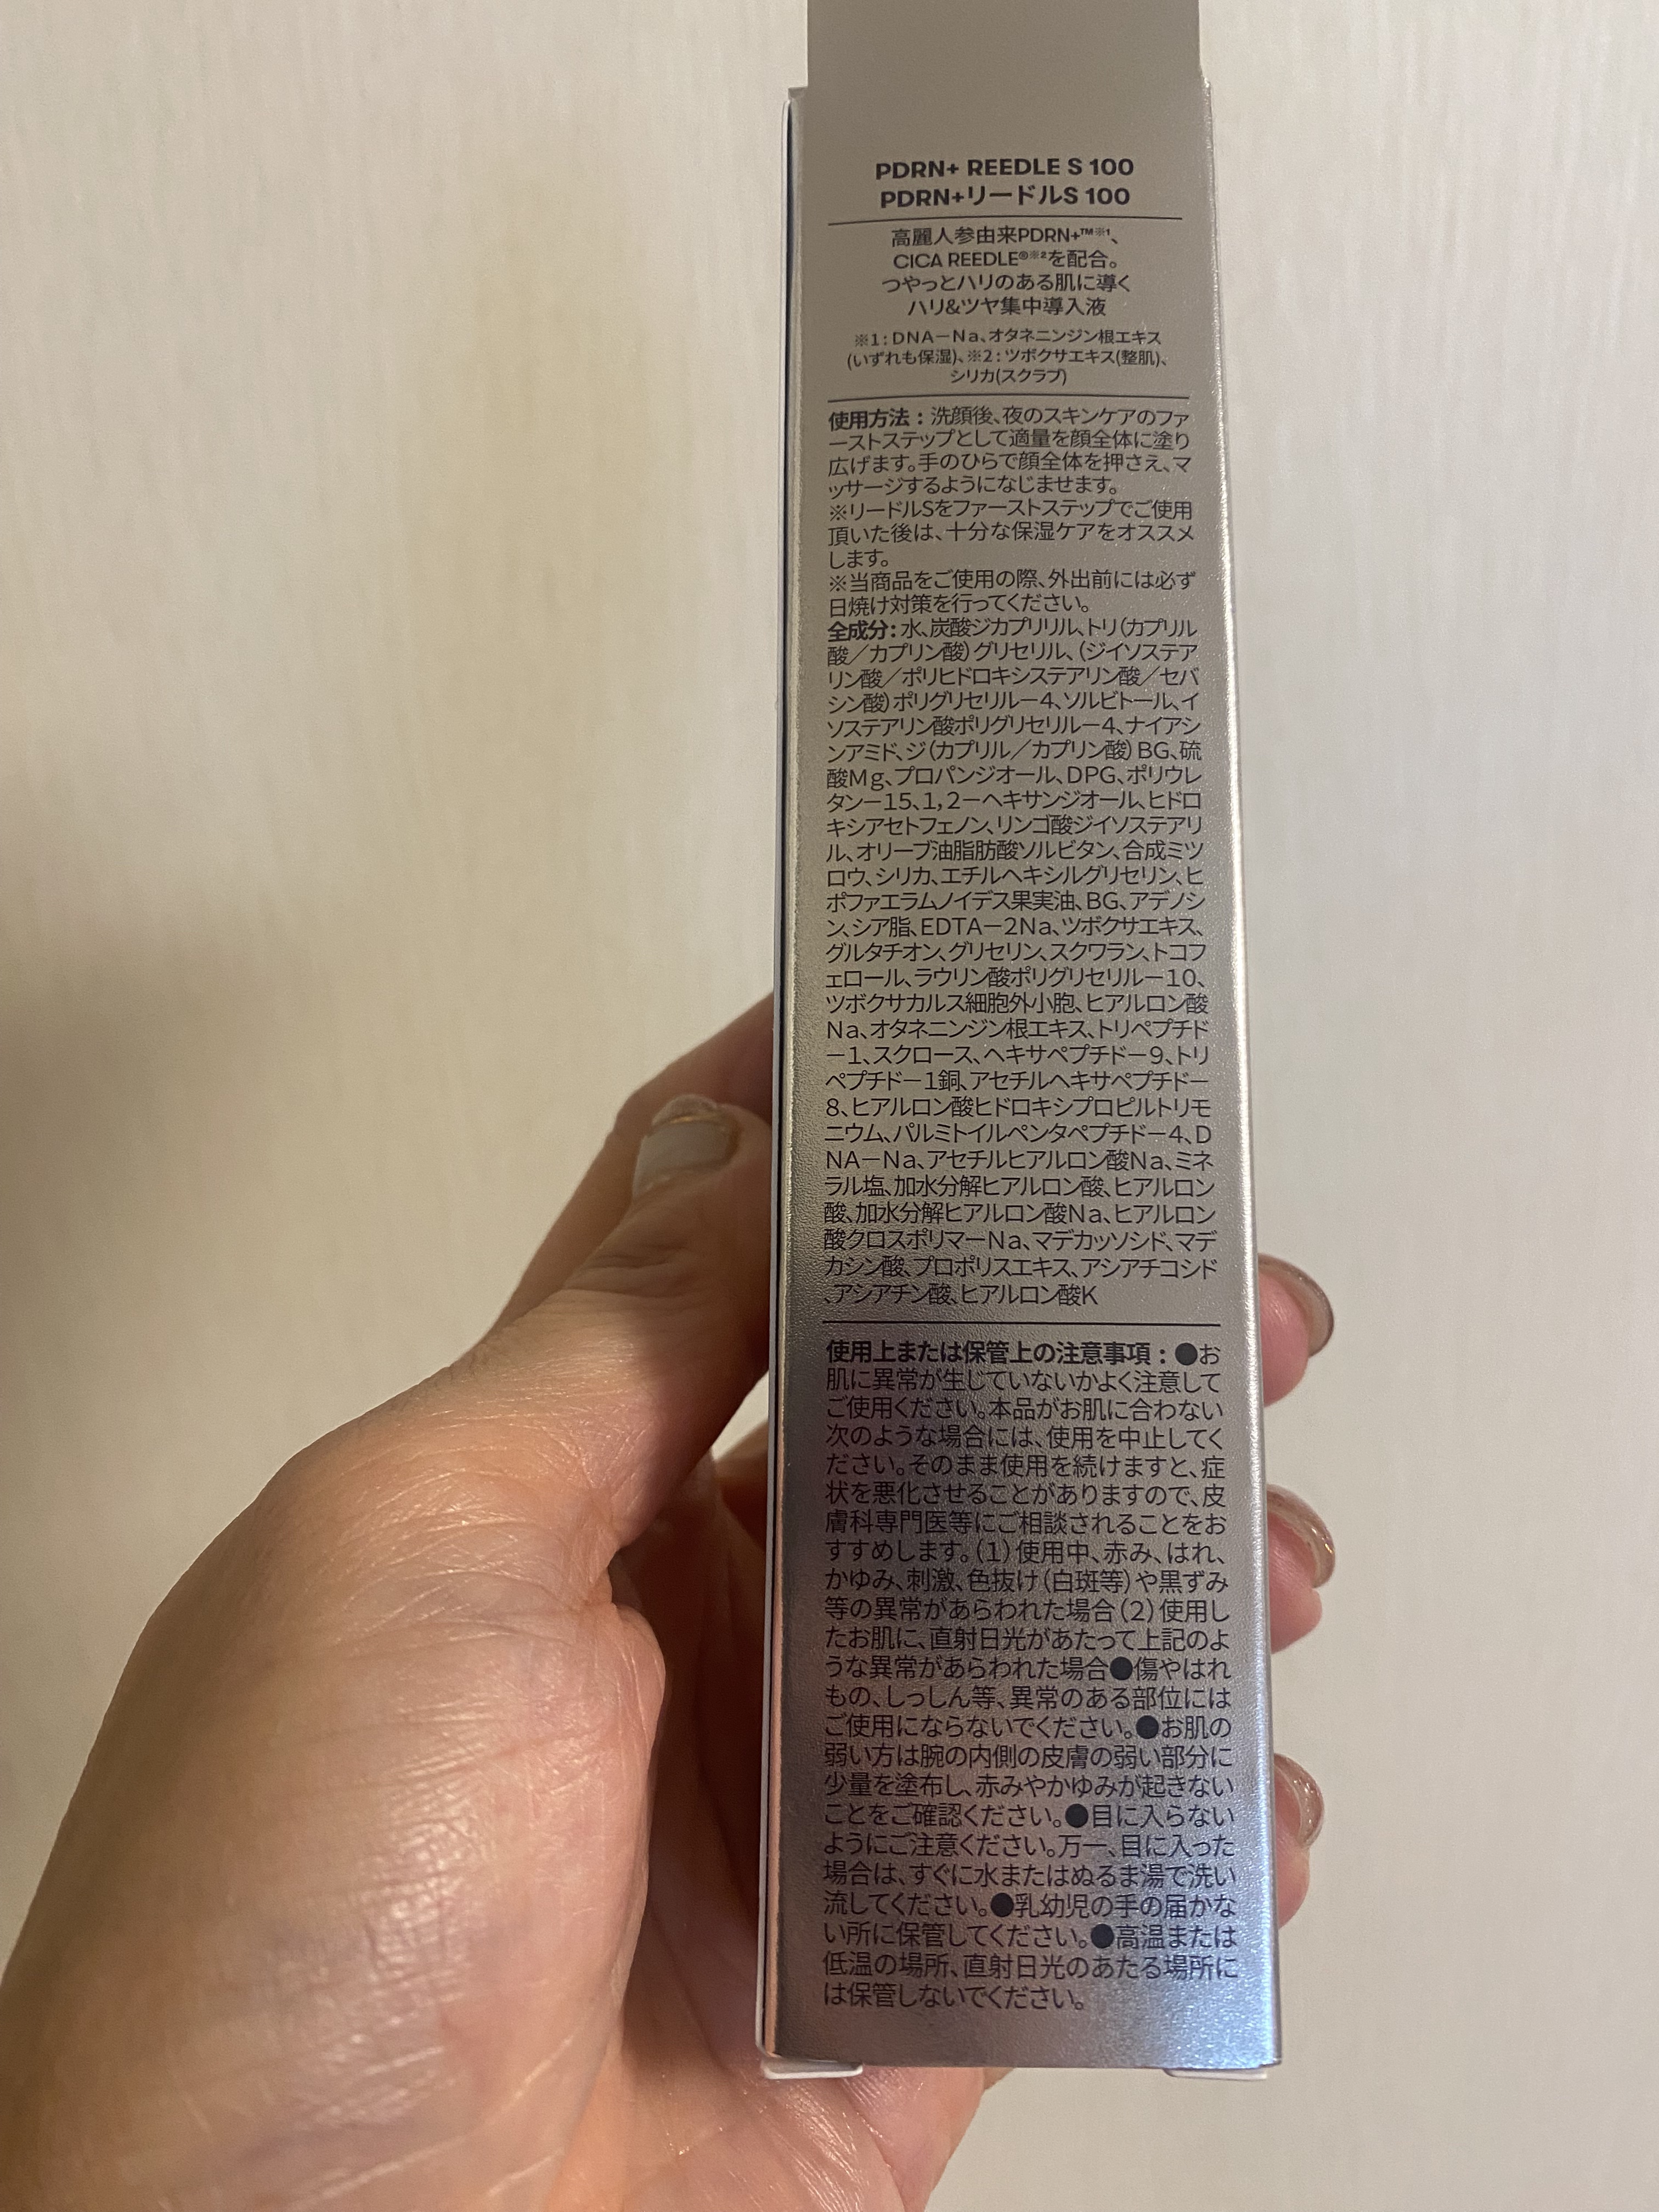 PDRN+ REEDLE S 100
PDRN+リードルS 100
高麗人参由来PDRN+™※1、
CICA REEDLE®※2を配合。
つやっとハリのある肌に導く
ハリ&ツヤ集中導入液
※1:DNA－Na、オタネニンジン根エキス
(いずれも保湿)、※2:ツボクサエキス(整肌)、
シリカ(スクラブ)
使用方法：洗顔後、夜のスキンケアのファ
ーストステップとして適量を顔全体に塗り
広げます。手のひらで顔全体を押さえ、マ
ッサージするようになじませます。
※リードルSをファーストステップでご使用
頂いた後は、十分な保湿ケアをオススメ
します。
※当商品をご使用の際、外出前には必ず
日焼け対策を行ってください。
全成分：水、炭酸ジカプリリル、トリ（カプリル
酸／カプリン酸）グリセリル、（ジイソステア
リン酸／ポリヒドロキシステアリン酸／セバ
シン酸）ポリグリセリル－4、ソルビトール、イ
ソステアリン酸ポリグリセリル－4、ナイアシ
ンアミド、ジ（カプリル／カプリン酸）BG、硫
酸Mg、プロパンジオール、DPG、ポリウレ
タン－15、1,2－ヘキサンジオール、ヒドロ
キシアセトフェノン、リンゴ酸ジイソステアリ
ル、オリーブ油脂肪酸ソルビタン、合成ミツ
ロウ、シリカ、エチルヘキシルグリセリン、ヒ
ポファエラムノイデス果実油、BG、アデノシ
ン、シア脂、EDTA－2Na、ツボクサエキス、
グルタチオン、グリセリン、スクワラン、トコフ
ェロール、ラウリン酸ポリグリセリル－10、
ツボクサカルス細胞外小胞、ヒアルロン酸
Na、オタネニンジン根エキス、トリペプチド
－1、スクロース、ヘキサペプチド－9、トリ
ペプチド－1銅、アセチルヘキサペプチド－
8、ヒアルロン酸ヒドロキシプロピルトリモ
ニウム、パルミトイルペンタペプチド－4、D
NA－Na、アセチルヒアルロン酸Na、ミネ
ラル塩、加水分解ヒアルロン酸、ヒアルロン
酸、加水分解ヒアルロン酸Na、ヒアルロン
酸クロスポリマーNa、マデカッソシド、マデ
カシン酸、プロポリスエキス、アシアチコシド
、アシアチン酸、ヒアルロン酸K
使用上または保管上の注意事項：●お
肌に異常が生じていないかよく注意して
ご使用ください。本品がお肌に合わない
次のような場合には、使用を中止してく
ださい。そのまま使用を続けますと、症
状を悪化させることがありますので、皮
膚科専門医等にご相談されることをお
すすめします。（1）使用中、赤み、はれ、
かゆみ、刺激、色抜け（白斑等）や黒ずみ
等の異常があらわれた場合（2）使用し
たお肌に、直射日光があたって上記のよ
うな異常があらわれた場合●傷やはれ
もの、しっしん等、異常のある部位には
ご使用にならないでください。●お肌の
弱い方は腕の内側の皮膚の弱い部分に
少量を塗布し、赤みやかゆみが起きない
ことをご確認ください。●目に入らない
ようにご注意ください。万一、目に入った
場合は、すぐに水またはぬるま湯で洗い
流してください。●乳幼児の手の届かな
い所に保管してください。●高温または
低温の場所、直射日光のあたる場所に
は保管しないでください。